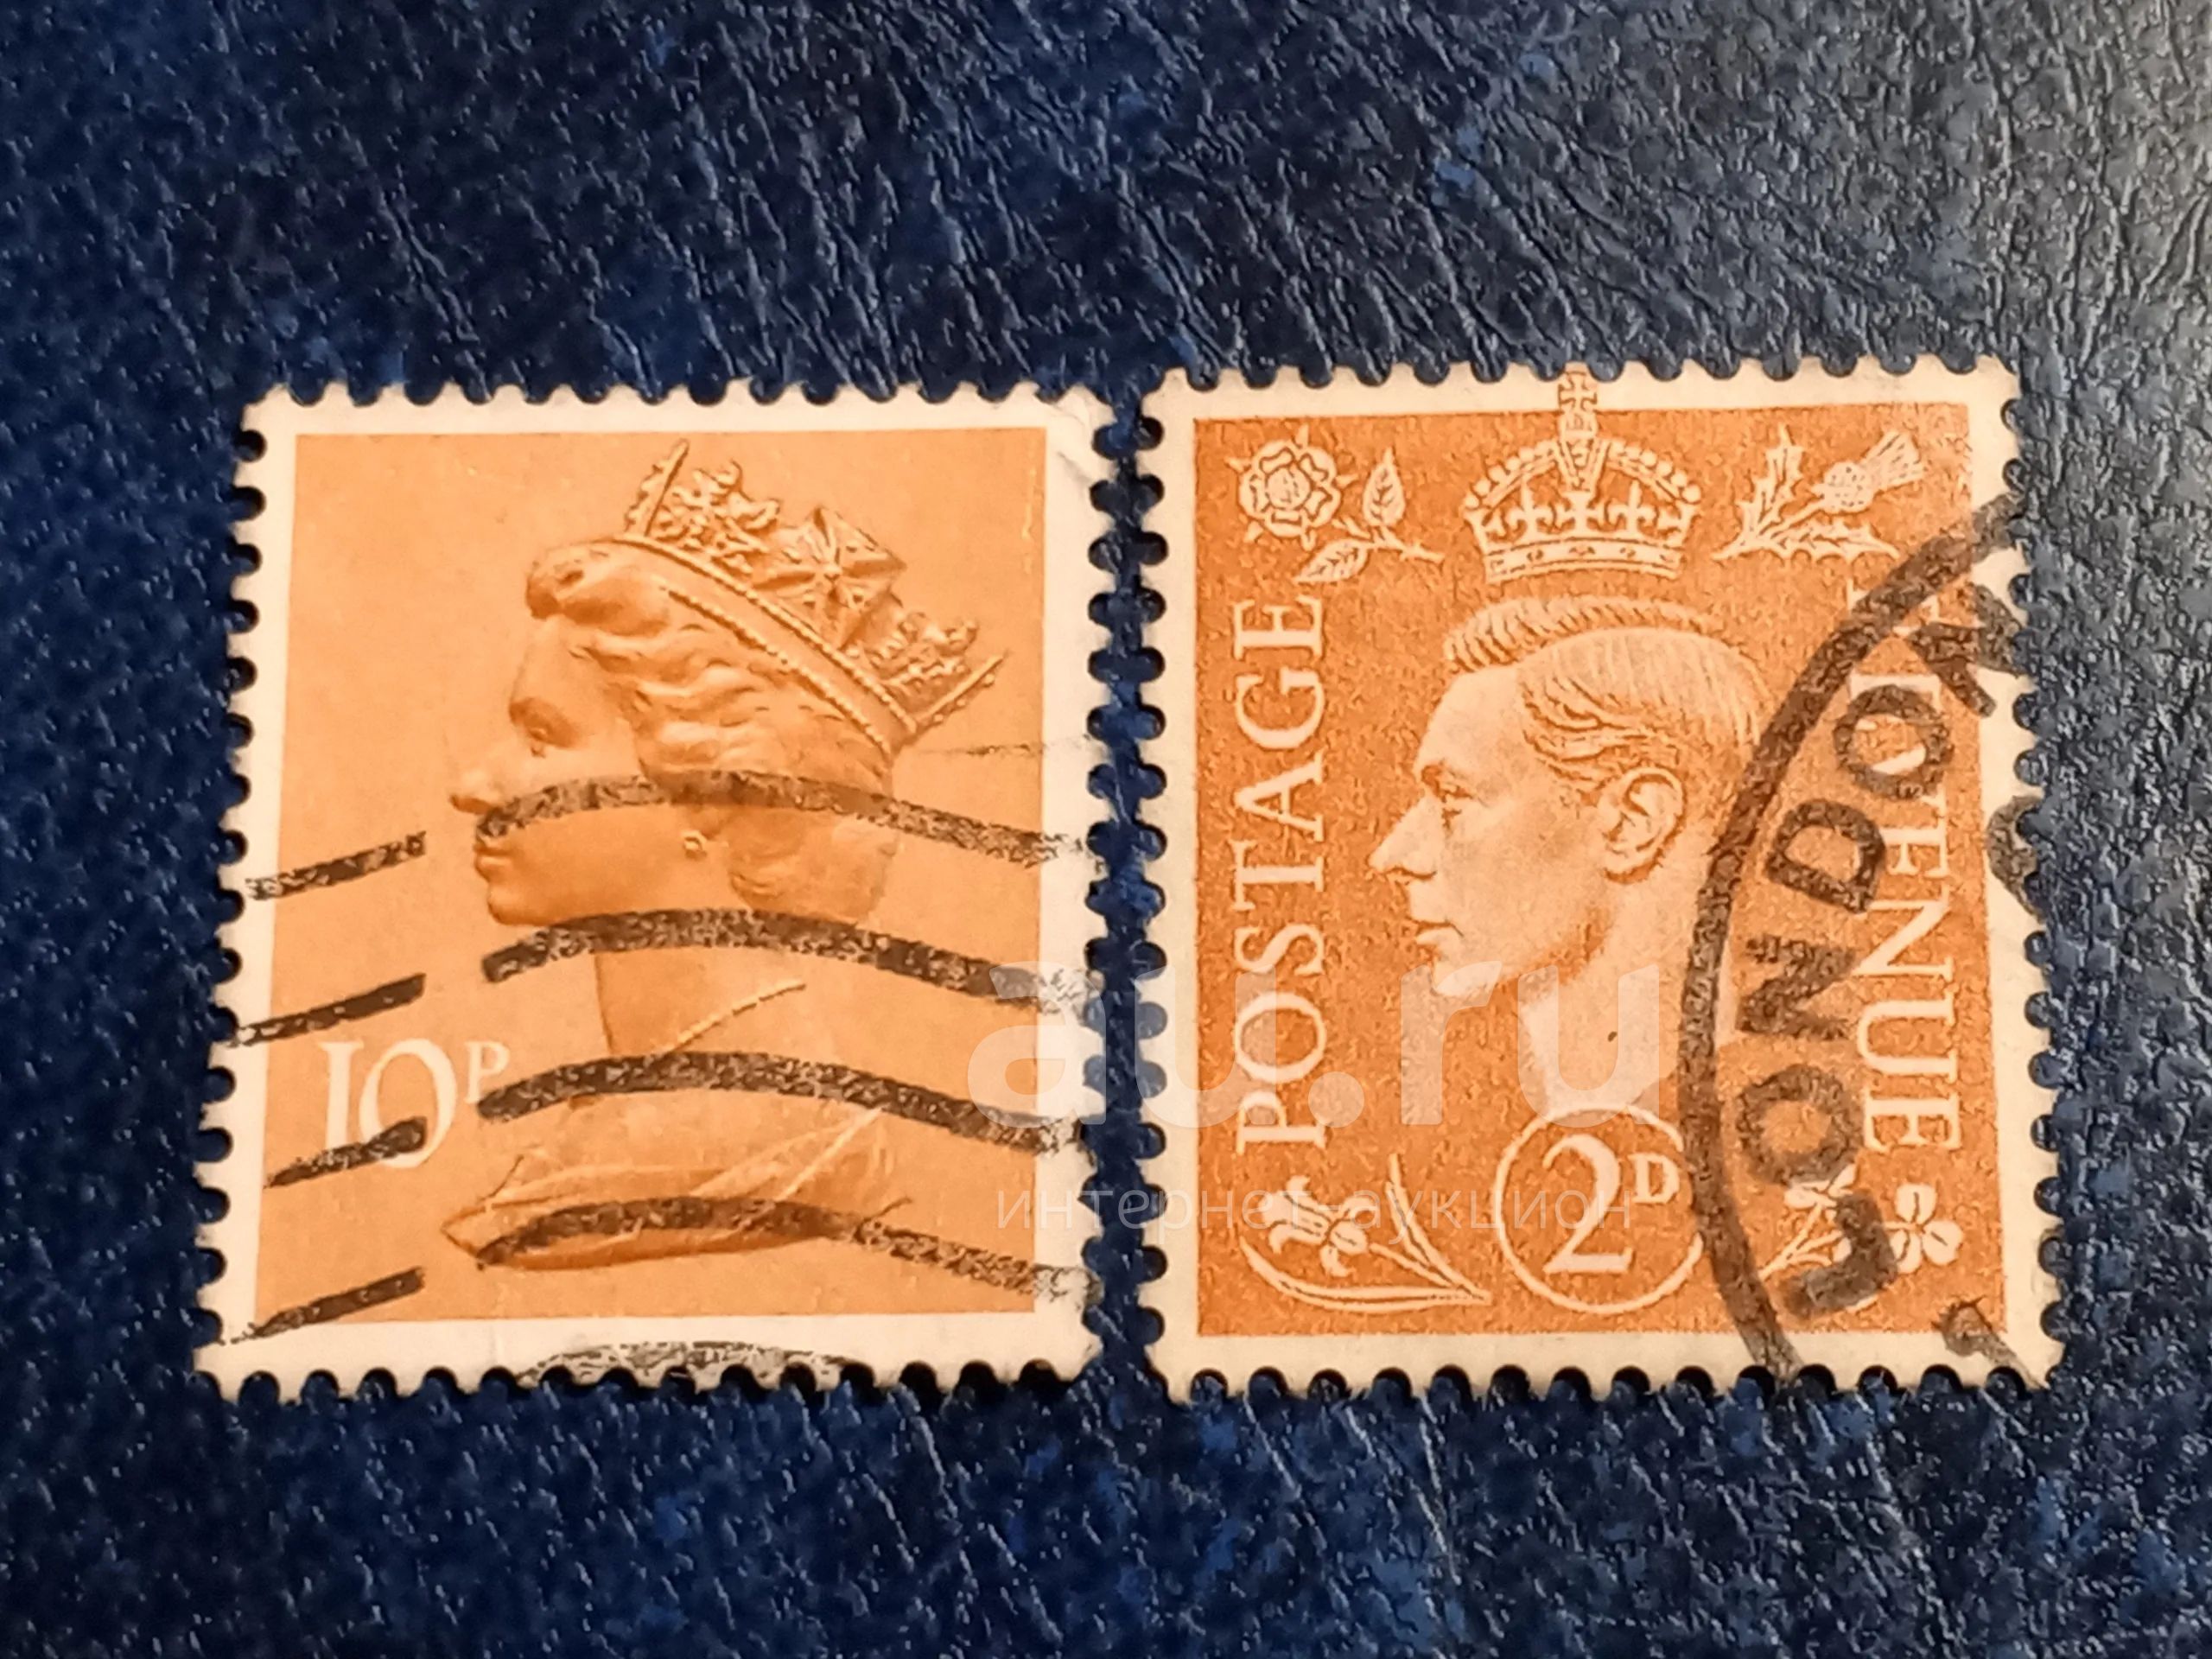 10P
POSTAGE
REVENUE
2D
LONDON
au.ru
интернет аукцион